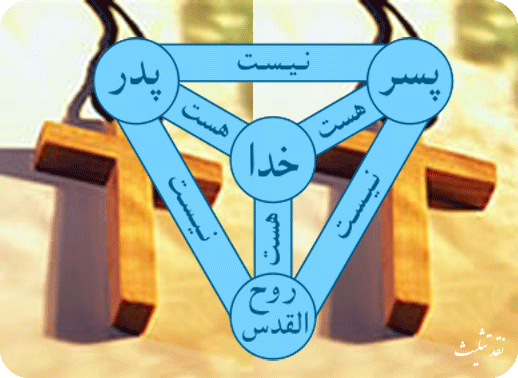 پسر
نیست
پدر
هست
هست
خدا
نیست
نیست
هست
روح
القدس
نقد تثلیث